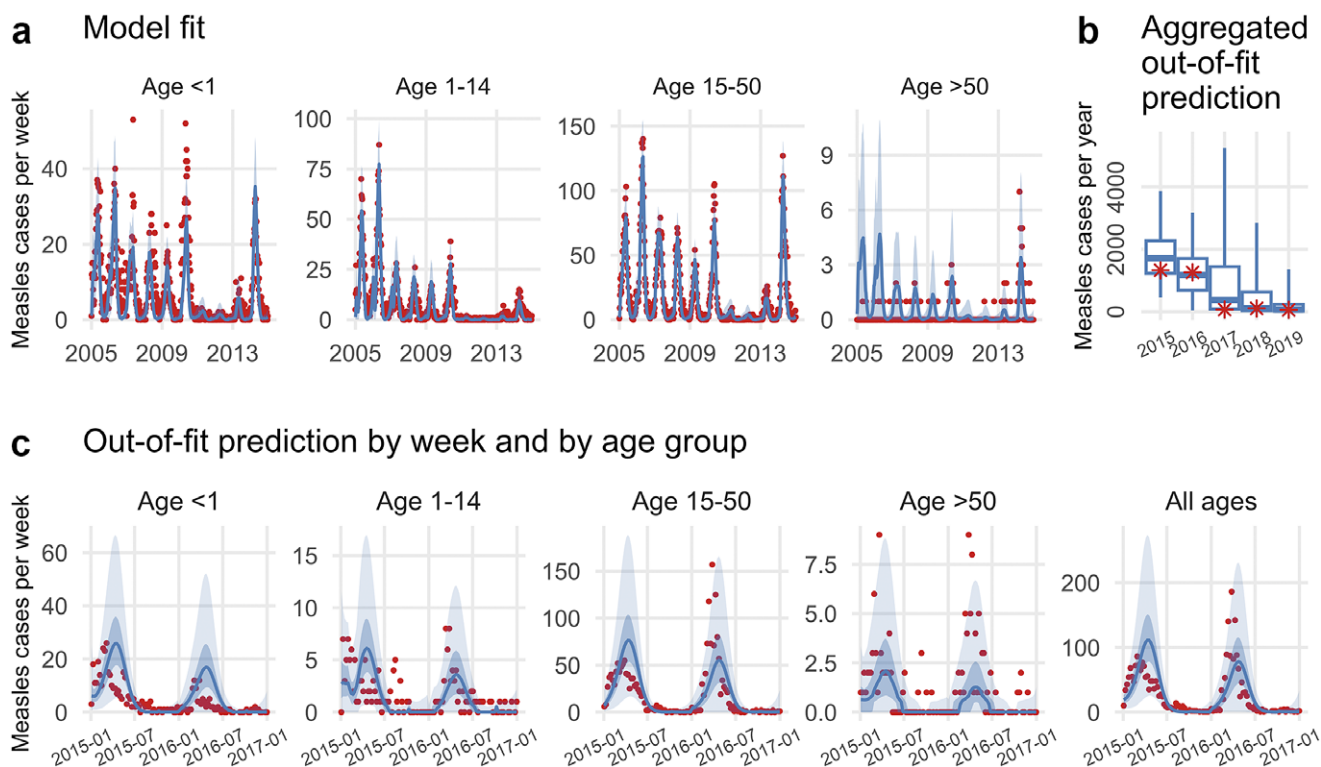 a Model fit
Age <1 Age 1-14 Age 15-50 Age >50
Measles cases per week
40
20
0
2005 2009 2013
100
75
50
25
0
2005 2009 2013
150
100
50
0
2005 2009 2013
9
6
3
0
2005 2009 2013
b Aggregated
out-of-fit
prediction
Measles cases per year
4000
2000
0
2015 2016 2017 2018 2019
c Out-of-fit prediction by week and by age group
Age <1 Age 1-14 Age 15-50 Age >50 All ages
Measles cases per week
60
40
20
0
2015-01 2015-07 2016-01 2016-07 2017-01
15
10
5
0
2015-01 2015-07 2016-01 2016-07 2017-01
150
100
50
0
2015-01 2015-07 2016-01 2016-07 2017-01
7.5
5.0
2.5
0.0
2015-01 2015-07 2016-01 2016-07 2017-01
200
100
0
2015-01 2015-07 2016-01 2016-07 2017-01